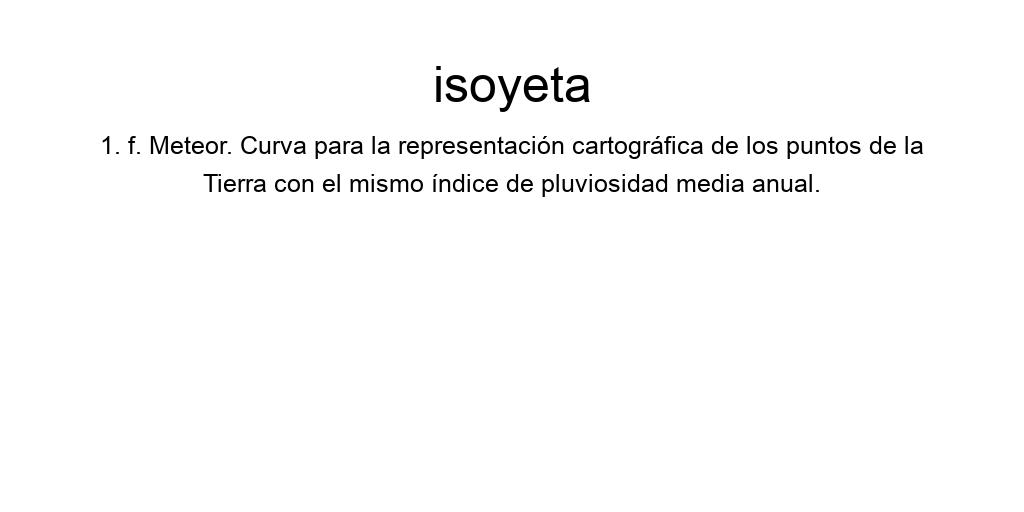 isoyeta
1. f. Meteor. Curva para la representación cartográfica de los puntos de la
Tierra con el mismo índice de pluviosidad media anual.